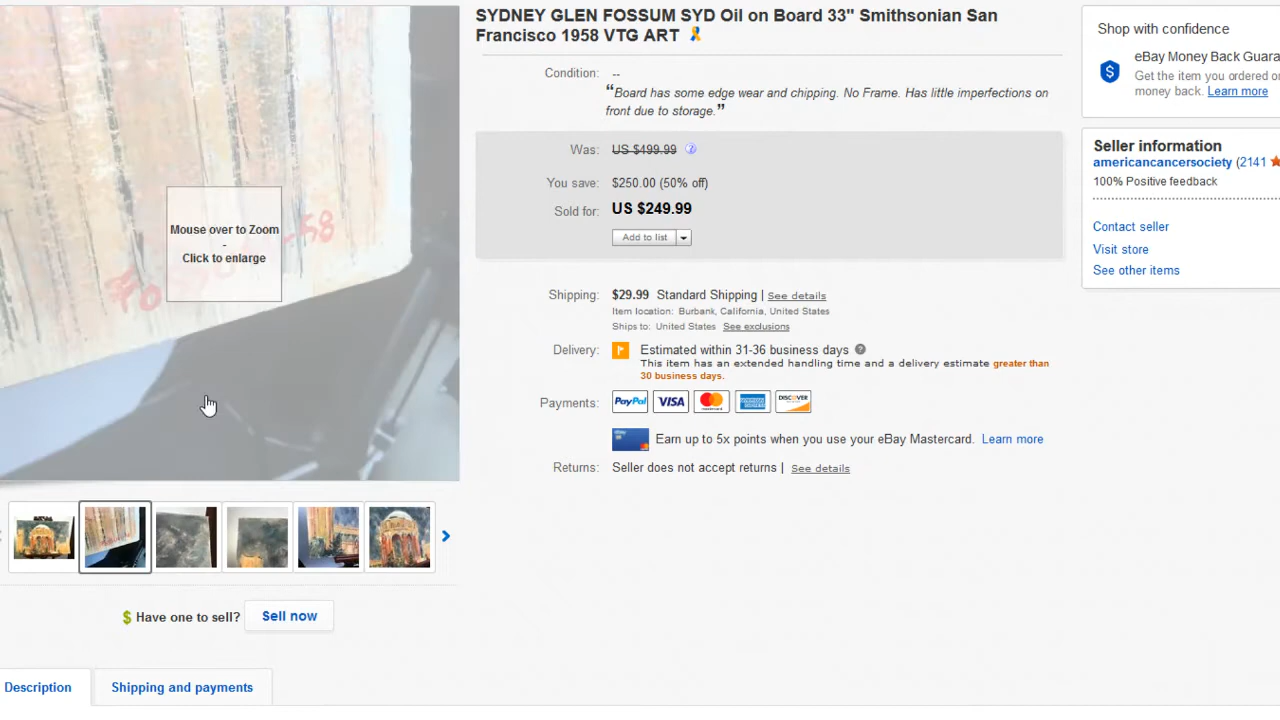 SYDNEY GLEN FOSSUM SYD Oil on Board 33" Smithsonian San
Francisco 1958 VTG ART
Condition: --
“Board has some edge wear and chipping. No Frame. Has little imperfections on
front due to storage.”
Was: US $499.99
You save: $250.00 (50% off)
Sold for: US $249.99
Add to list
Shipping: $29.99 Standard Shipping | See details
Item location: Burbank, California, United States
Ships to: United States See exclusions
Delivery: Estimated within 31-36 business days
This item has an extended handling time and a delivery estimate greater than
30 business days.
Payments: PayPal VISA mastercard DISCOVER
Earn up to 5x points when you use your eBay Mastercard. Learn more
Returns: Seller does not accept returns | See details
Shop with confidence
eBay Money Back Guara
Get the item you ordered o
money back. Learn more
Seller information
americancancersociety (2141
100% Positive feedback
Contact seller
Visit store
See other items
Mouse over to Zoom
-
Click to enlarge
-58
$ Have one to sell? Sell now
Description
Shipping and payments